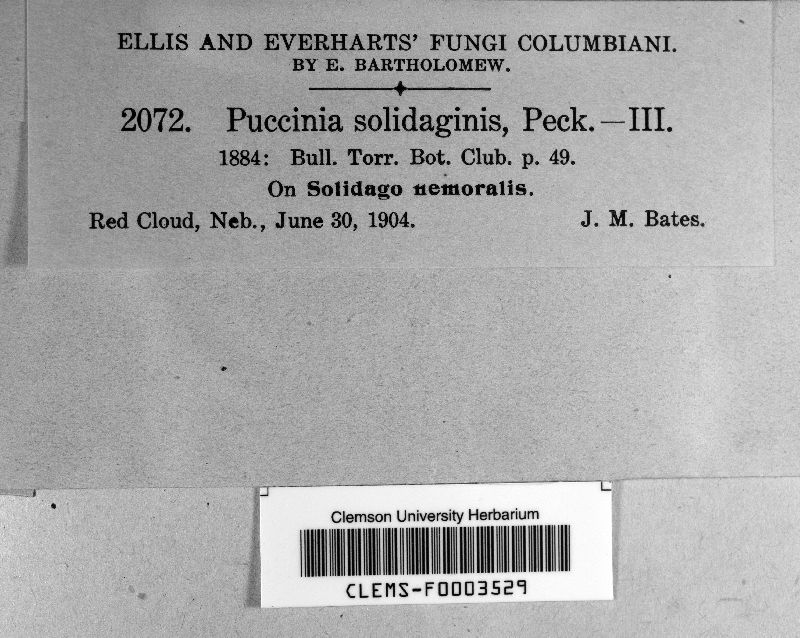 ELLIS AND EVERHARTS' FUNGI COLUMBIANI.
BY E. BARTHOLOMEW.
2072. Puccinia solidaginis, Peck.—III.
1884: Bull. Torr. Bot. Club. p. 49.
On Solidago nemoralis.
Red Cloud, Neb., June 30, 1904. J. M. Bates.
Clemson University Herbarium
CLEMS-F0003529